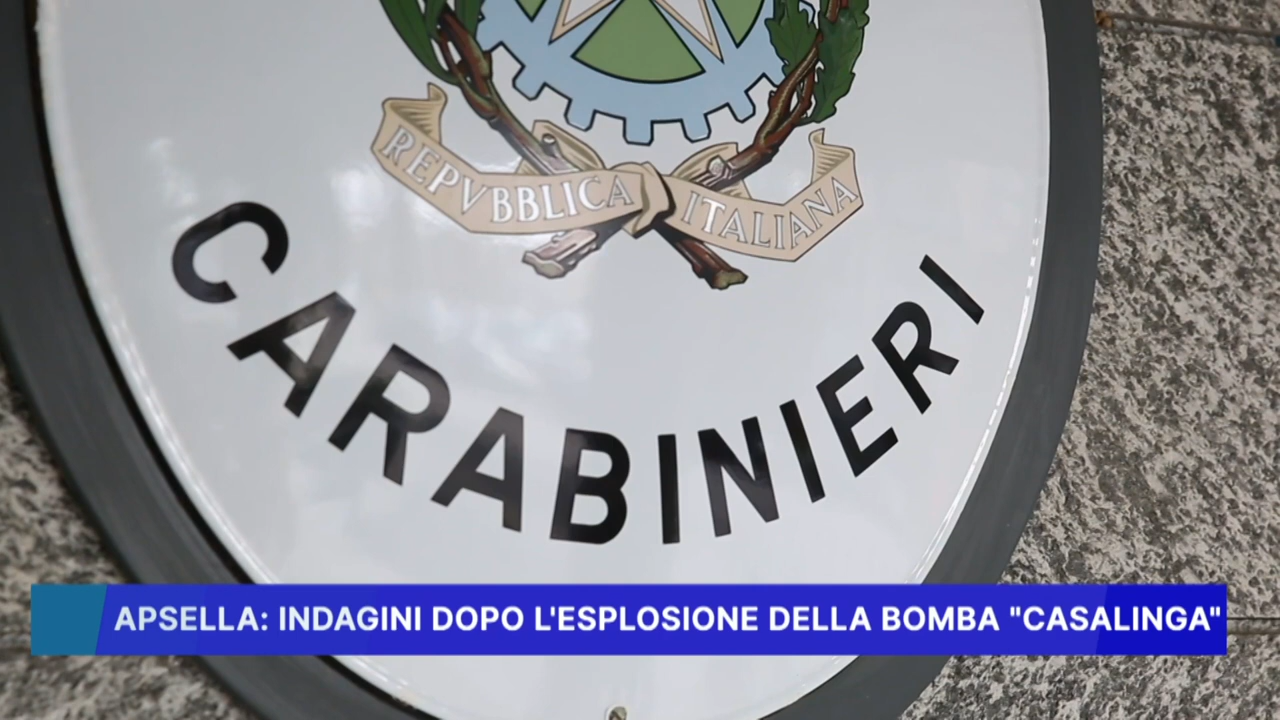 REPVBBLICA ITALIANA
CARABINIERI
APSELLA: INDAGINI DOPO L'ESPLOSIONE DELLA BOMBA "CASALINGA"